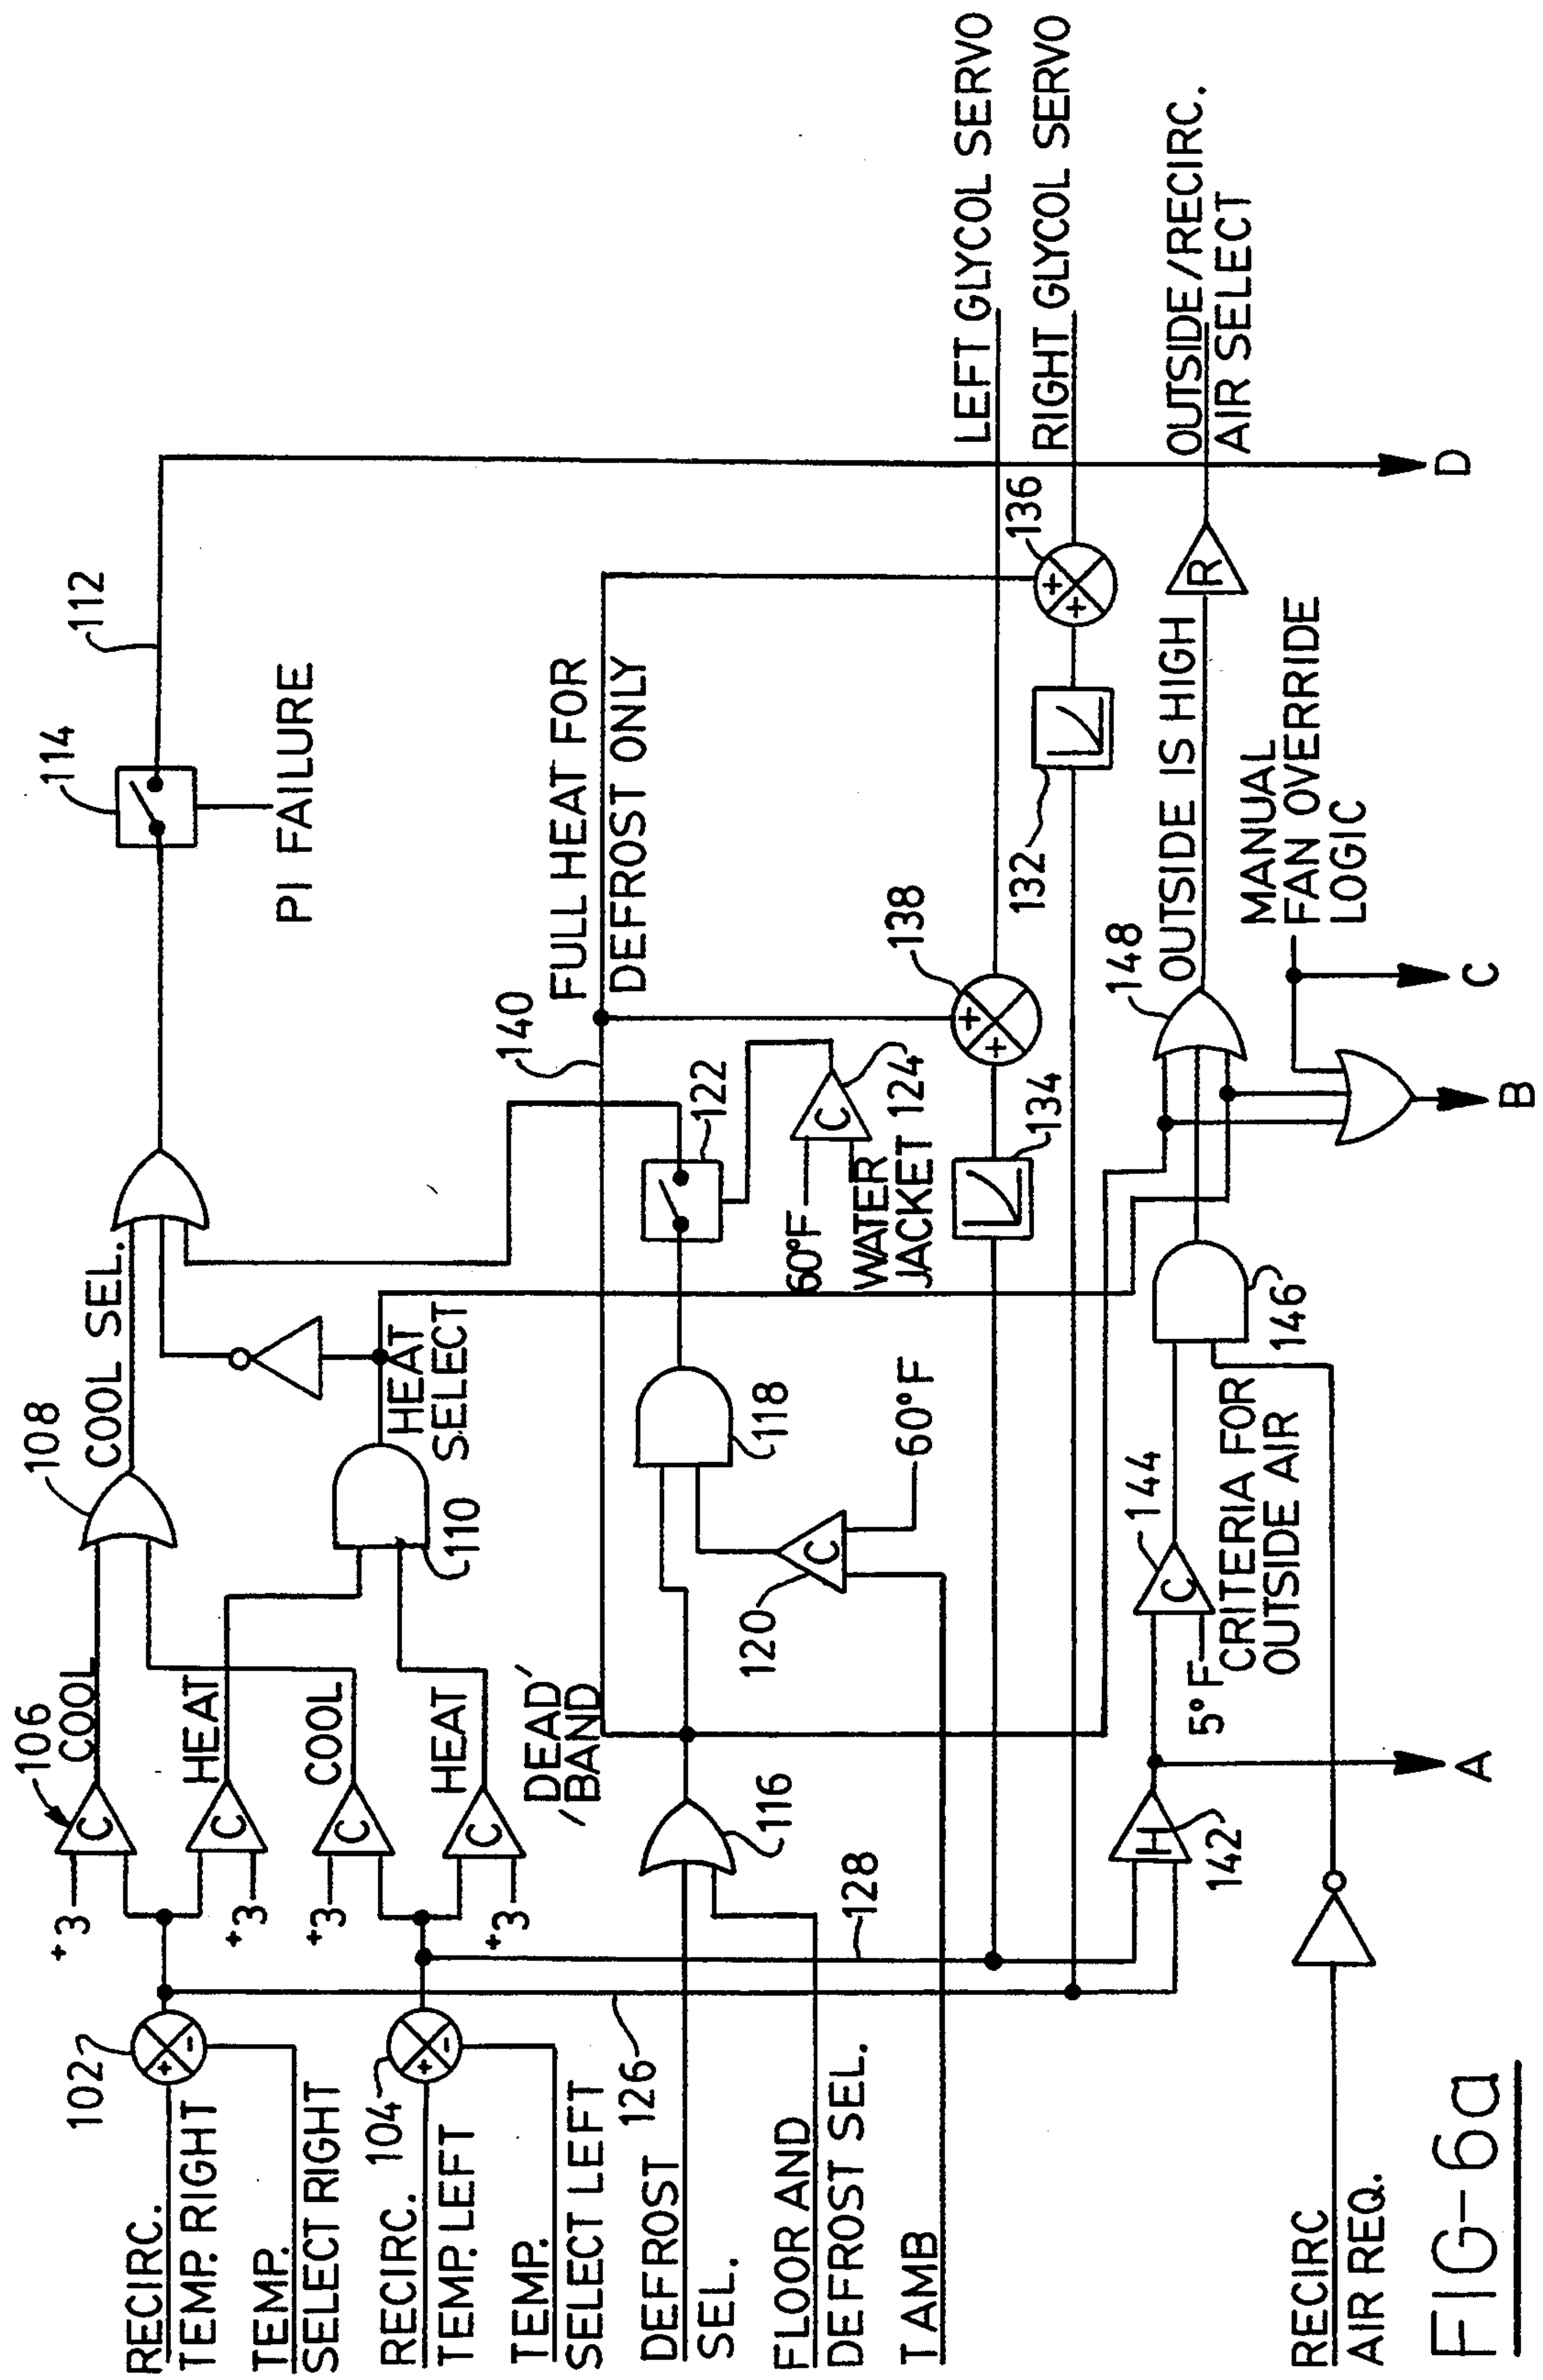 RECIRC.
TEMP. RIGHT
TEMP.
SELECT RIGHT
RECIRC.
TEMP. LEFT
TEMP.
SELECT LEFT
DEFROST
SEL.
FLOOR AND
DEFROST SEL.
T AMB
RECIRC
AIR REQ.
102
+
-
104
+
-
126
128
+3
+3
+3
+3
106
C
C
C
C
COOL
HEAT
COOL
HEAT
'DEAD'
'BAND'
108
COOL SEL.
110
HEAT
SELECT
116
118
120
C
60°F
122
60°F
WATER
JACKET
C
124
114
PI FAILURE
112
140
FULL HEAT FOR
DEFROST ONLY
134
138
+
+
132
136
+
+
LEFT GLYCOL SERVO
RIGHT GLYCOL SERVO
H
142
A
5°F
C
144
CRITERIA FOR
OUTSIDE AIR
146
148
OUTSIDE IS HIGH
R
OUTSIDE/RECIRC.
AIR SELECT
MANUAL
FAN OVERRIDE
LOGIC
B
C
D
FIG-6a